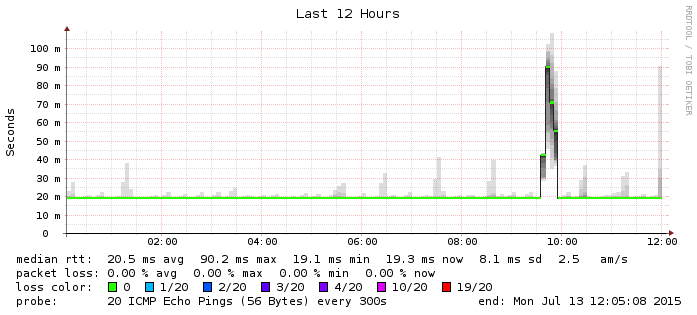 Last 12 Hours
RRDTOOL / TOBI OETIKER
Seconds
100 m
90 m
80 m
70 m
60 m
50 m
40 m
30 m
20 m
10 m
0
02:00 04:00 06:00 08:00 10:00 12:00
median rtt: 20.5 ms avg 90.2 ms max 19.1 ms min 19.3 ms now 8.1 ms sd 2.5 am/s
packet loss: 0.00 % avg 0.00 % max 0.00 % min 0.00 % now
loss color: 0 1/20 2/20 3/20 4/20 10/20 19/20
probe: 20 ICMP Echo Pings (56 Bytes) every 300s end: Mon Jul 13 12:05:08 2015